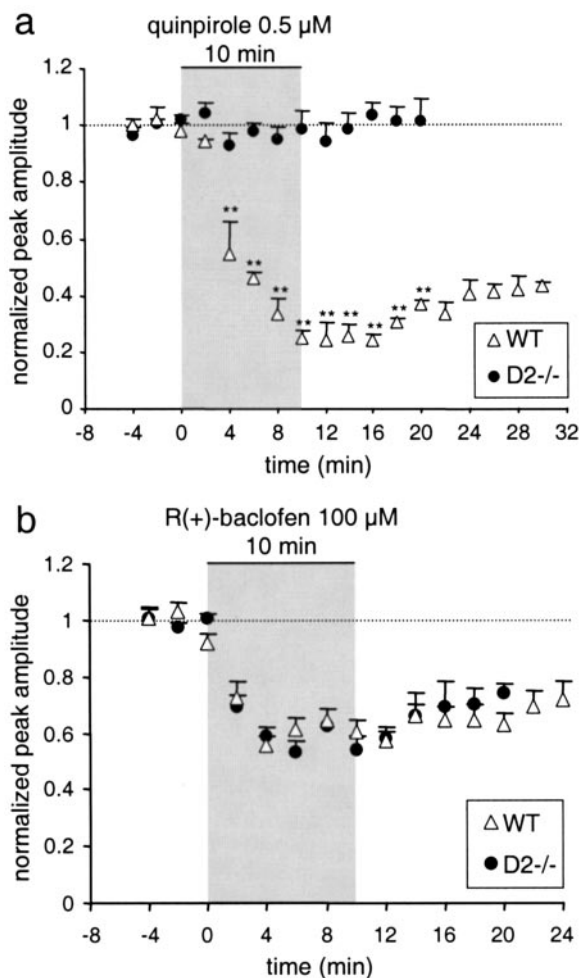 a
quinpirole 0.5 µM
10 min
1.2
1
0.8
0.6
0.4
0.2
0
normalized peak amplitude
** ** ** ** ** ** ** ** **
WT
D2-/-
-8 -4 0 4 8 12 16 20 24 28 32
time (min)
b
R(+)-baclofen 100 µM
10 min
1.2
1
0.8
0.6
0.4
0.2
0
normalized peak amplitude
WT
D2-/-
-8 -4 0 4 8 12 16 20 24
time (min)